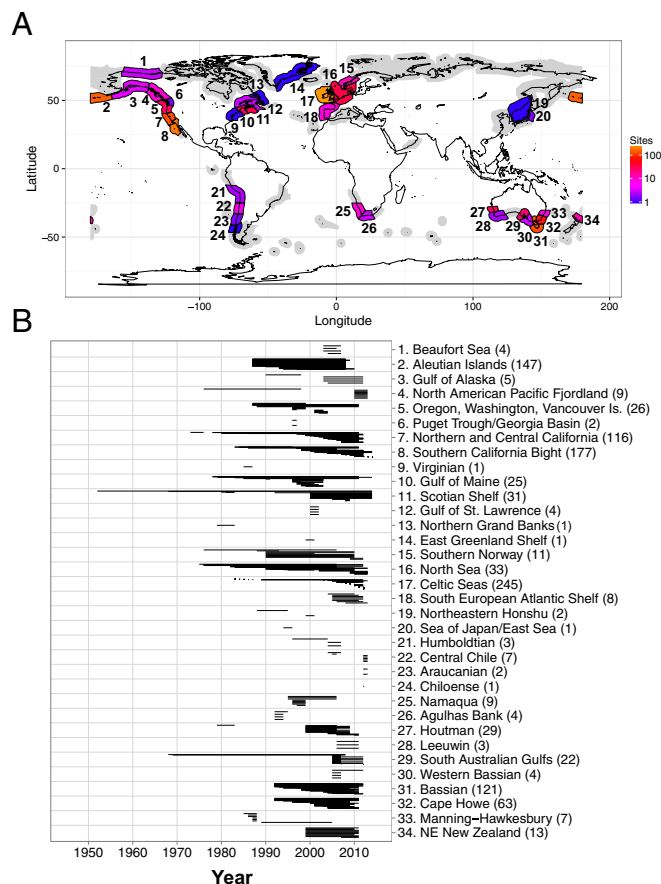 A
1
2
3
4
5
6
7
8
9
10
11
12
13
14
15
16
17
18
19
20
21
22
23
24
25
26
27
28
29
30
31
32
33
34
50
0
−50
Latitude
−100
0
100
200
Longitude
Sites
100
10
1
B
1. Beaufort Sea (4)
2. Aleutian Islands (147)
3. Gulf of Alaska (5)
4. North American Pacific Fjordland (9)
5. Oregon, Washington, Vancouver Is. (26)
6. Puget Trough/Georgia Basin (2)
7. Northern and Central California (116)
8. Southern California Bight (177)
9. Virginian (1)
10. Gulf of Maine (25)
11. Scotian Shelf (31)
12. Gulf of St. Lawrence (4)
13. Northern Grand Banks (1)
14. East Greenland Shelf (1)
15. Southern Norway (11)
16. North Sea (33)
17. Celtic Seas (245)
18. South European Atlantic Shelf (8)
19. Northeastern Honshu (2)
20. Sea of Japan/East Sea (1)
21. Humboldtian (3)
22. Central Chile (7)
23. Araucanian (2)
24. Chiloense (1)
25. Namaqua (9)
26. Agulhas Bank (4)
27. Houtman (29)
28. Leeuwin (3)
29. South Australian Gulfs (22)
30. Western Bassian (4)
31. Bassian (121)
32. Cape Howe (63)
33. Manning−Hawkesbury (7)
34. NE New Zealand (13)
1950 1960 1970 1980 1990 2000 2010
Year